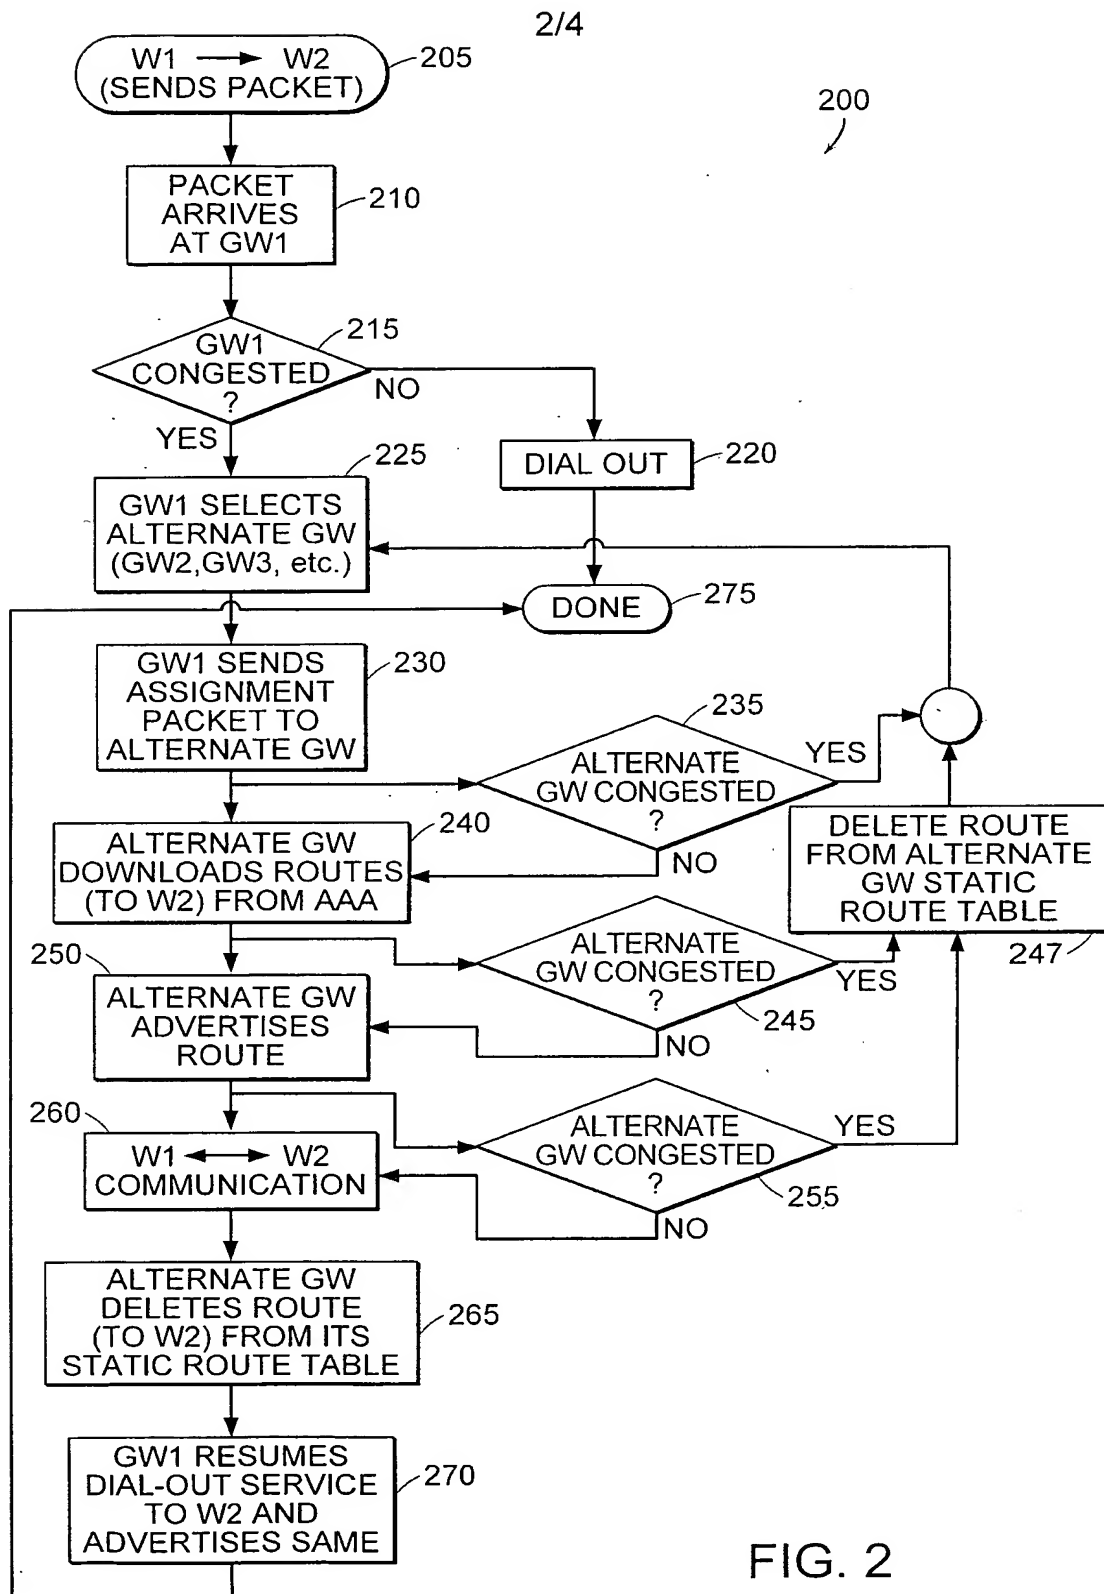 2/4
W1 → W2
(SENDS PACKET)
205
200
PACKET
ARRIVES
AT GW1
210
GW1
CONGESTED
?
215
NO
YES
DIAL OUT
220
225
GW1 SELECTS
ALTERNATE GW
(GW2,GW3, etc.)
DONE
275
GW1 SENDS
ASSIGNMENT
PACKET TO
ALTERNATE GW
230
235
ALTERNATE
GW CONGESTED
?
YES
NO
240
ALTERNATE GW
DOWNLOADS ROUTES
(TO W2) FROM AAA
DELETE ROUTE
FROM ALTERNATE
GW STATIC
ROUTE TABLE
247
ALTERNATE
GW CONGESTED
?
YES
245
NO
250
ALTERNATE GW
ADVERTISES
ROUTE
ALTERNATE
GW CONGESTED
?
YES
255
NO
260
W1 ↔ W2
COMMUNICATION
ALTERNATE GW
DELETES ROUTE
(TO W2) FROM ITS
STATIC ROUTE TABLE
265
GW1 RESUMES
DIAL-OUT SERVICE
TO W2 AND
ADVERTISES SAME
270
FIG. 2